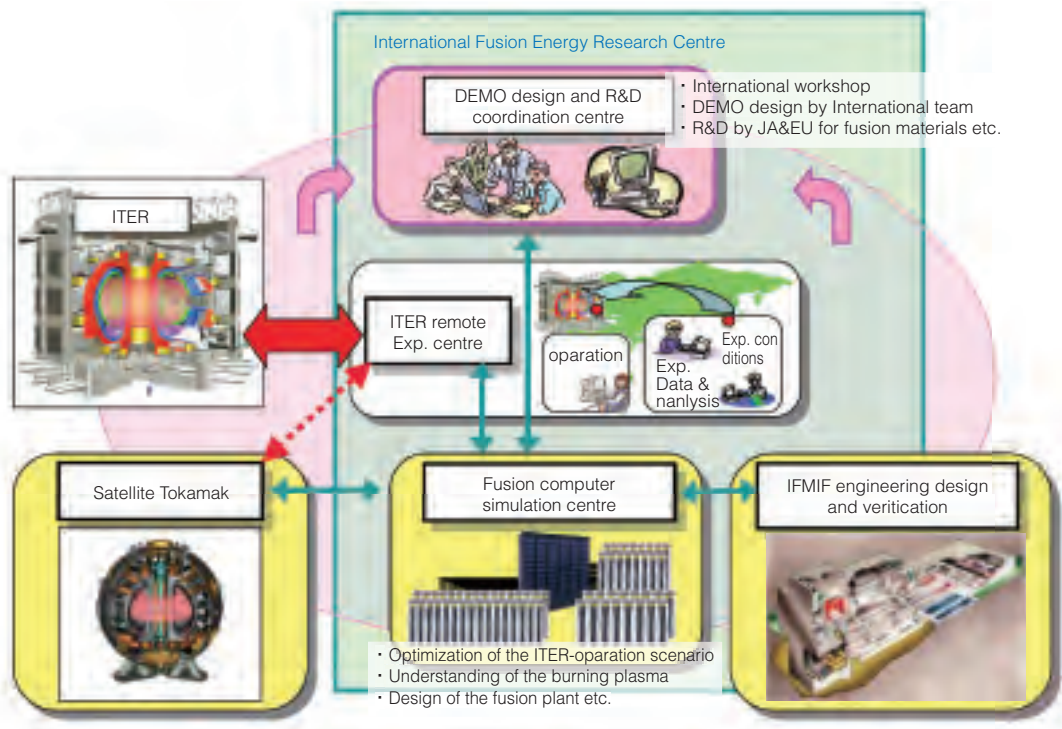 International Fusion Energy Research Centre
DEMO design and R&D
coordination centre
・International workshop
・DEMO design by International team
・R&D by JA&EU for fusion materials etc.
ITER
ITER remote
Exp. centre
oparation
Exp.
Data &
nanlysis
Exp. con
ditions
Satellite Tokamak
Fusion computer
simulation centre
IFMIF engineering design
and veritication
・Optimization of the ITER-oparation scenario
・Understanding of the burning plasma
・Design of the fusion plant etc.